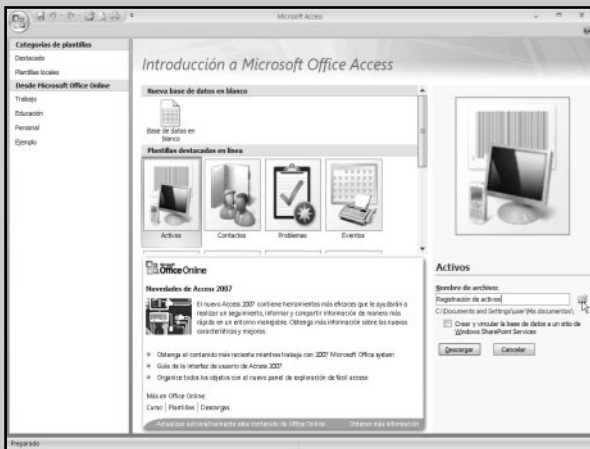 Microsoft Access
Categorías de plantillas
Destacado
Plantillas locales
Desde Microsoft Office Online
Trabajo
Educación
Personal
Ejemplo
Introducción a Microsoft Office Access
Nueva base de datos en blanco
Base de datos en
blanco
Plantillas destacadas en línea
Activos
Contactos
Problemas
Eventos
Office Online
Novedades de Access 2007
El nuevo Access 2007 contiene herramientas más eficaces que le ayudarán a
realizar un seguimiento, informar y compartir información de manera más
rápida en un entorno manejable. Obtenga más información sobre las nuevas
características y mejoras.
Obtenga el contenido más reciente mientras trabaja con 2007 Microsoft Office system
Guía de la interfaz de usuario de Access 2007
Organice todos los objetos con el nuevo panel de exploración de fácil acceso
Más en Office Online:
Curso | Plantillas | Descargas
Actualizar automáticamente este contenido de Office Online
Obtener más información
Activos
Nombre de archivo:
Registración de activos
C:\Documents and Settings\user\Mis documentos\
Crear y vincular la base de datos a un sitio de
Windows SharePoint Services
Descargar
Cancelar
Preparado